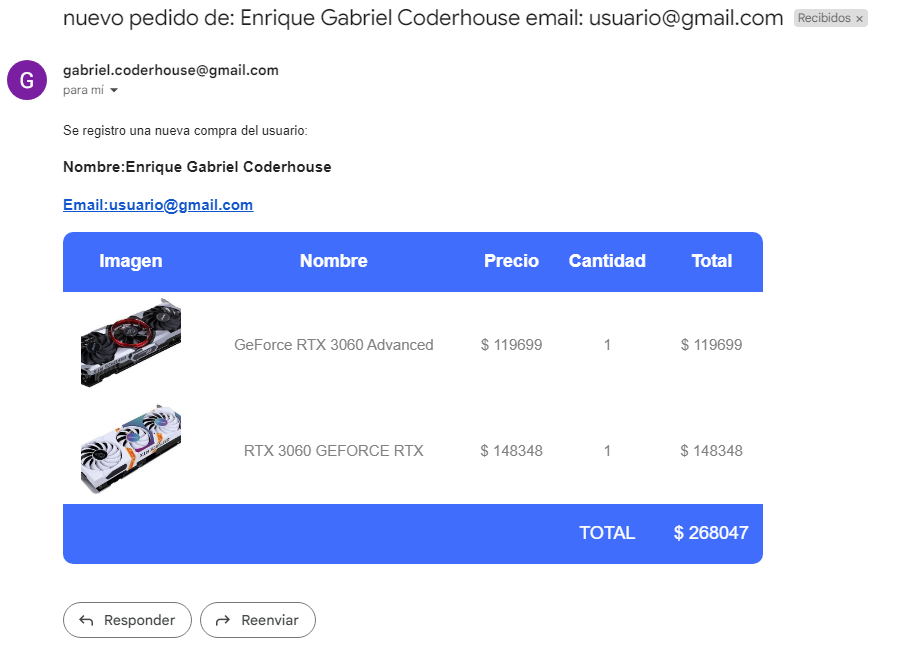 nuevo pedido de: Enrique Gabriel Coderhouse email: usuario@gmail.com Recibidos ×
G
gabriel.coderhouse@gmail.com
para mí
Se registro una nueva compra del usuario:
Nombre:Enrique Gabriel Coderhouse
Email:usuario@gmail.com
Imagen Nombre Precio Cantidad Total
GeForce RTX 3060 Advanced $ 119699 1 $ 119699
RTX 3060 GEFORCE RTX $ 148348 1 $ 148348
TOTAL $ 268047
Responder Reenviar